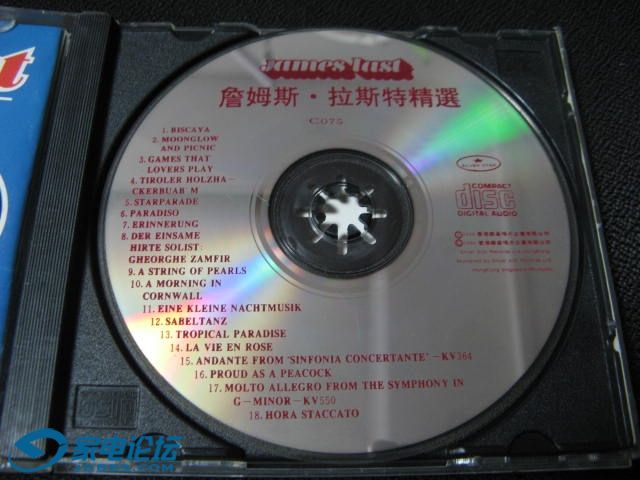 James Last
詹姆斯・拉斯特精選
C075
1. BISCAYA
2. MOONGLOW
AND PICNIC
3. GAMES THAT
LOVERS PLAY
4. TIROLER HOLZHA—
CKERBUAB'M
5. STARPARADE
6. PARADISO
7. ERINNERUNG
8. DER EINSAME
HIRTE SOLIST:
GHEORGHE ZAMFIR
9. A STRING OF PEARLS
10. A MORNING IN
CORNWALL
11. EINE KLEINE NACHTMUSIK
12. SABELTANZ
13. TROPICAL PARADISE
14. LA VIE EN ROSE
15. ANDANTE FROM 'SINFONIA CONCERTANTE'—KV364
16. PROUD AS A PEACOCK
17. MOLTO ALLEGRO FROM THE SYMPHONY IN
G—MINOR—KV550
18. HORA STACCATO
SILVER STAR
COMPACT
disc
DIGITAL AUDIO
家电论坛